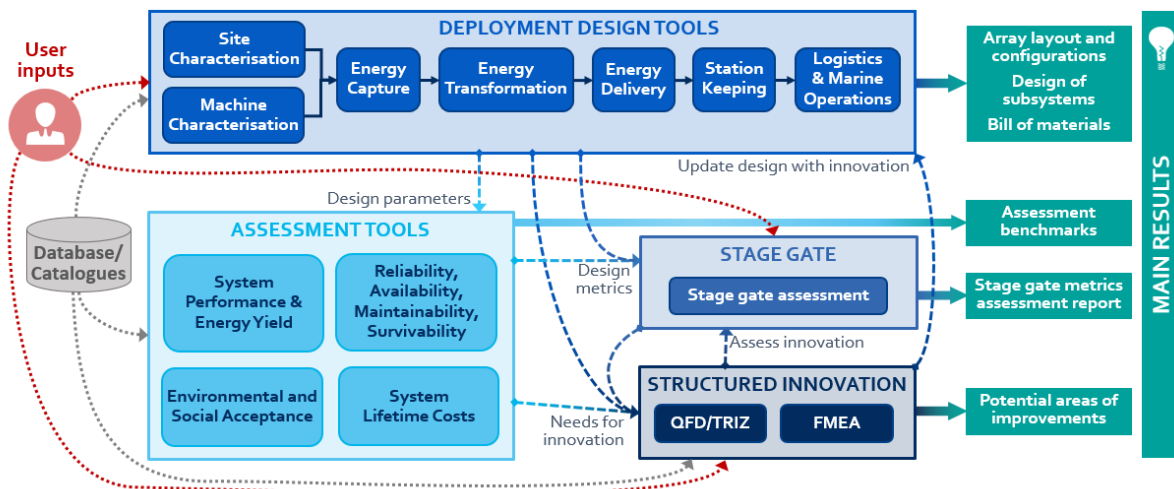 DEPLOYMENT DESIGN TOOLS
User
inputs
Site
Characterisation
Machine
Characterisation
Energy
Capture
Energy
Transformation
Energy
Delivery
Station
Keeping
Logistics
& Marine
Operations
Array layout and
configurations
Design of
subsystems
Bill of materials
MAIN RESULTS
Update design with innovation
Design parameters
Database/
Catalogues
ASSESSMENT TOOLS
System
Performance &
Energy Yield
Reliability,
Availability,
Maintainability,
Survivability
Environmental and
Social Acceptance
System
Lifetime Costs
Design
metrics
STAGE GATE
Stage gate assessment
Assessment
benchmarks
Stage gate metrics
assessment report
Assess innovation
Needs for
innovation
STRUCTURED INNOVATION
QFD/TRIZ
FMEA
Potential areas of
improvements